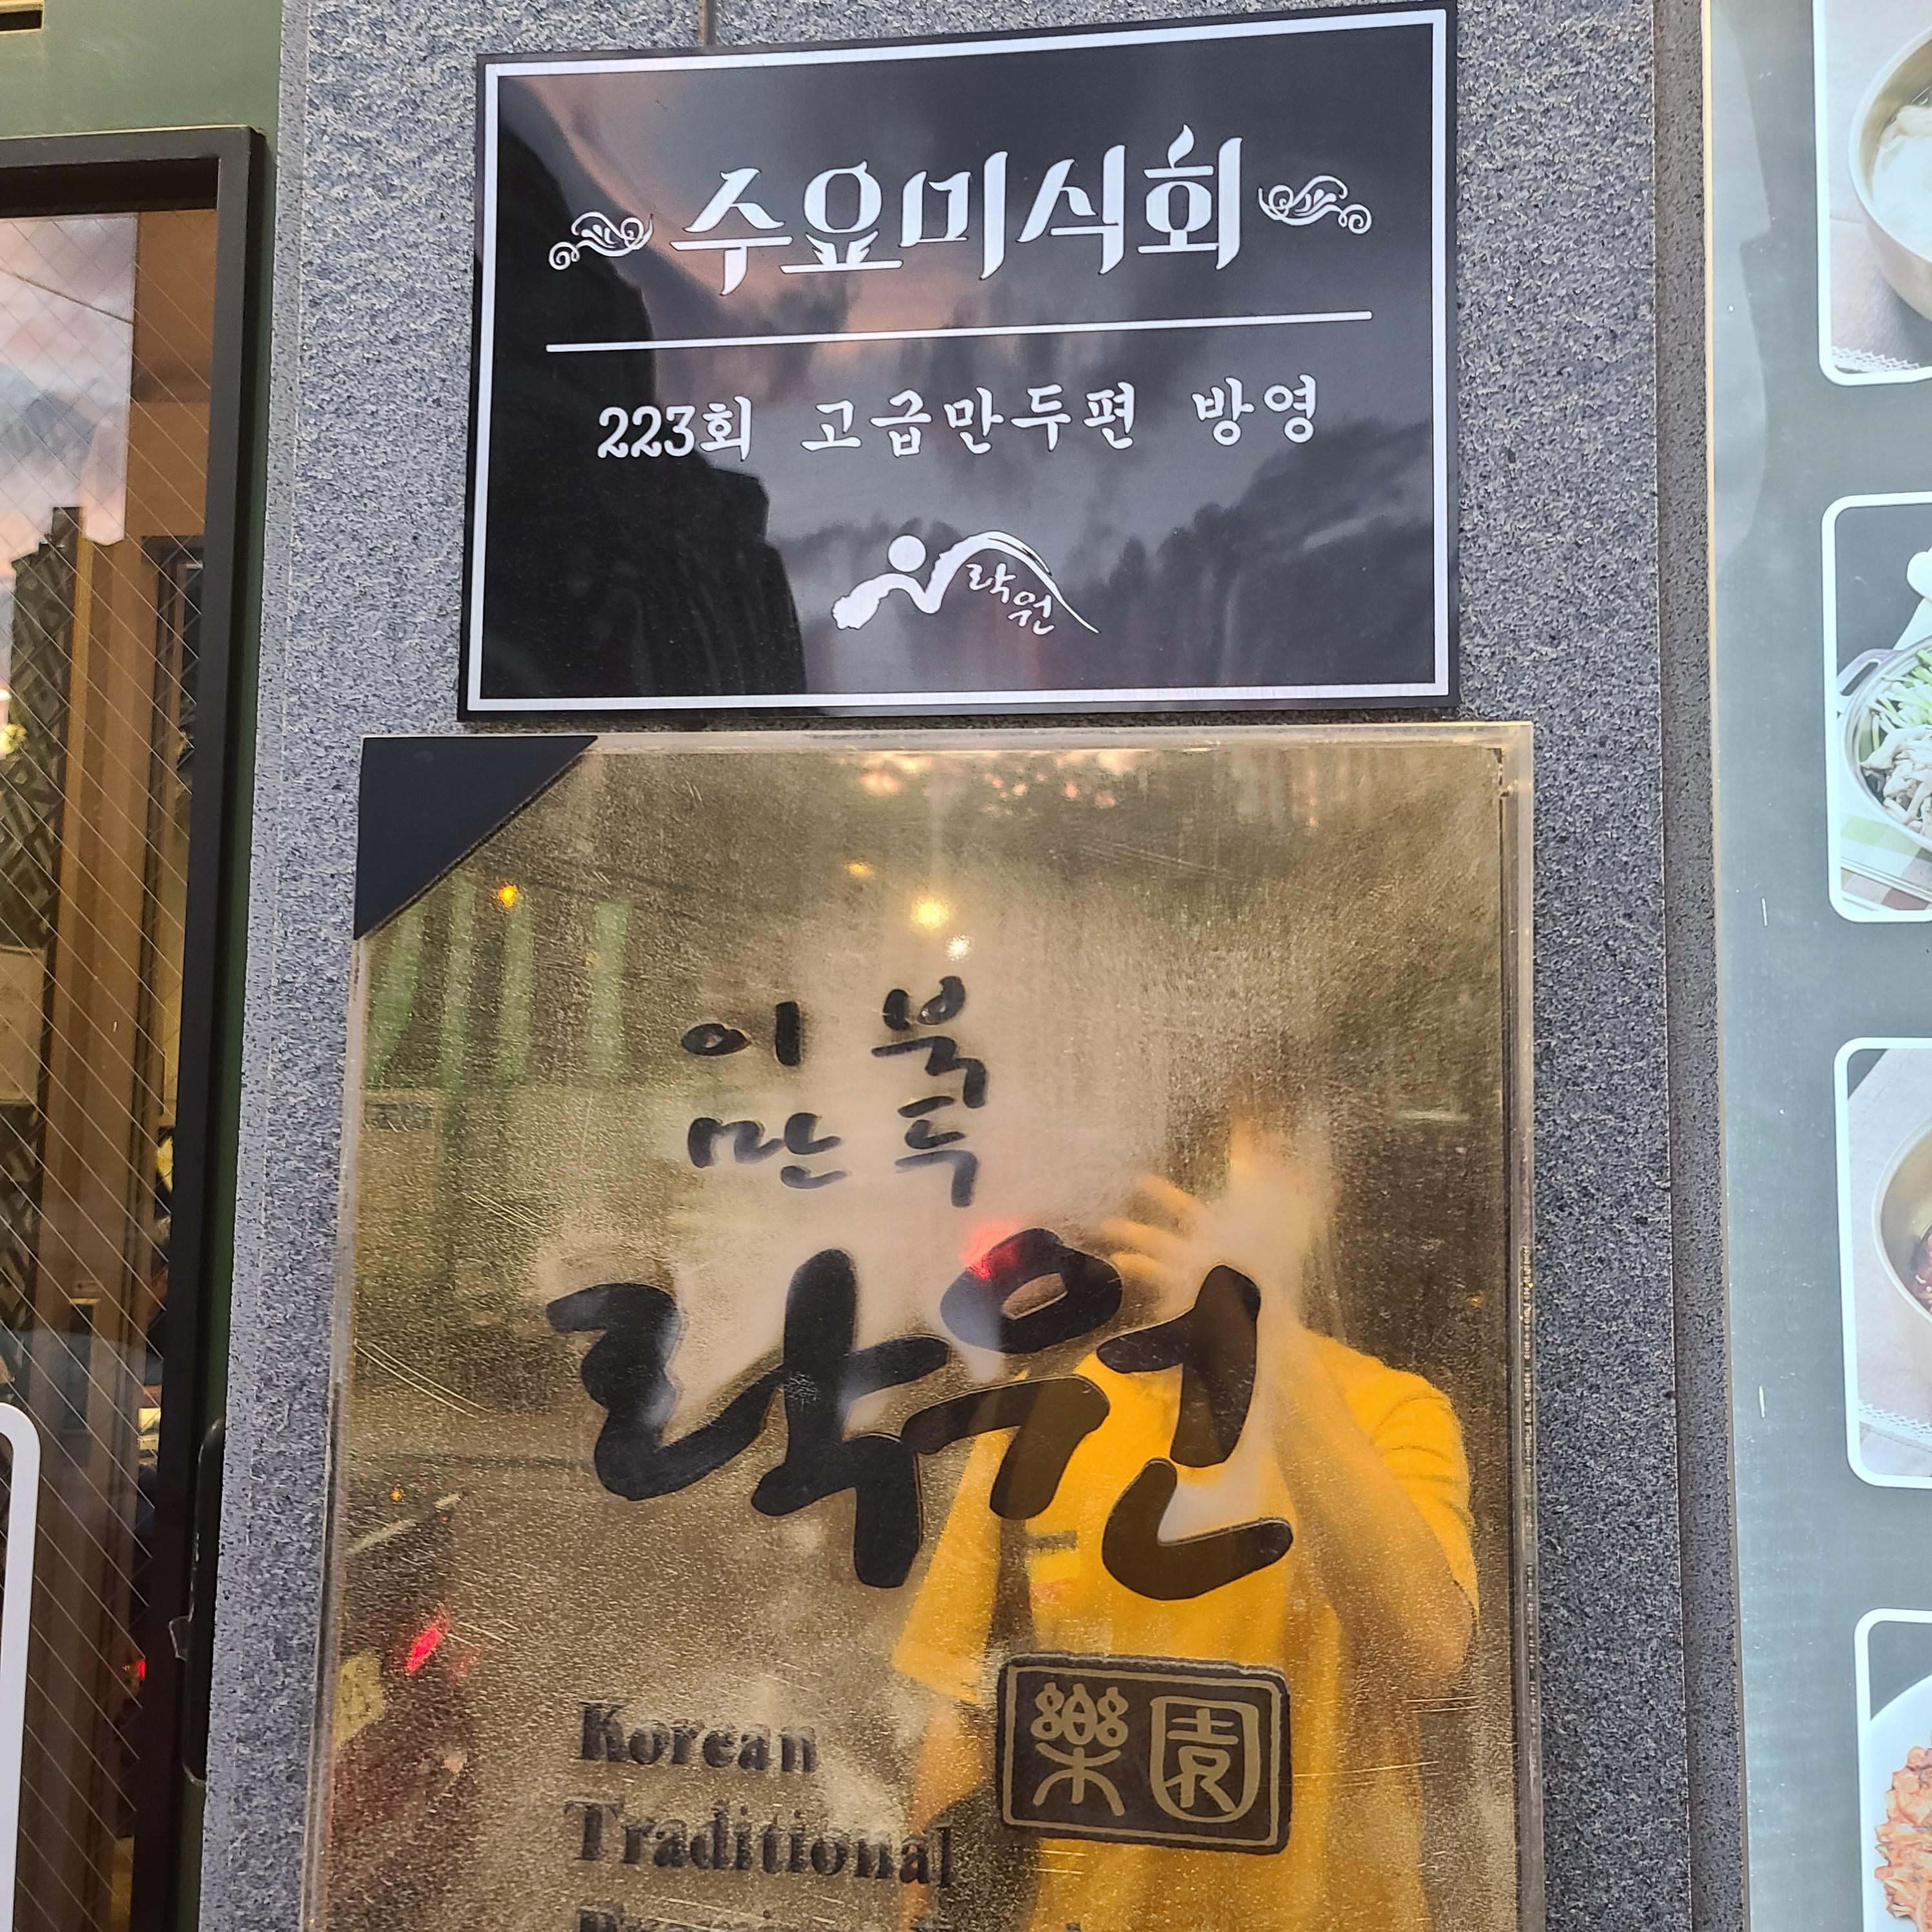 수요미식회
223회 고급만두편 방영
락원
이북
만두
락원
樂園
Korean
Traditional